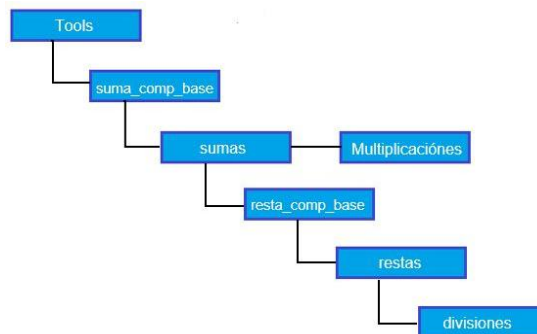 Tools
suma_comp_base
sumas
Multiplicaciónes
resta_comp_base
restas
divisiones